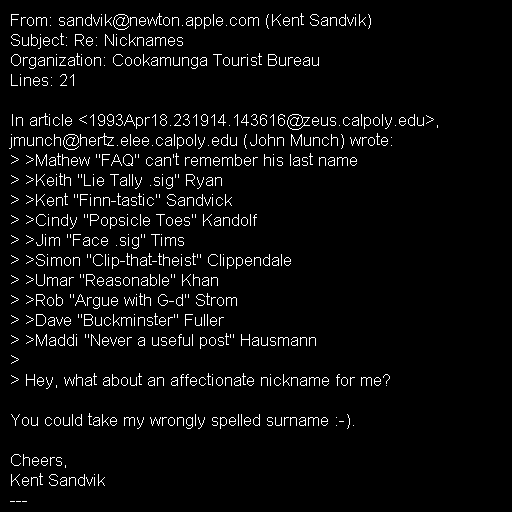 From: sandvik@newton.apple.com (Kent Sandvik)
Subject: Re: Nicknames
Organization: Cookamunga Tourist Bureau
Lines: 21

In article <1993Apr18.231914.143616@zeus.calpoly.edu>,
jmunch@hertz.elee.calpoly.edu (John Munch) wrote:
> >Mathew "FAQ" can't remember his last name
> >Keith "Lie Tally .sig" Ryan
> >Kent "Finn-tastic" Sandvick
> >Cindy "Popsicle Toes" Kandolf
> >Jim "Face .sig" Tims
> >Simon "Clip-that-theist" Clippendale
> >Umar "Reasonable" Khan
> >Rob "Argue with G-d" Strom
> >Dave "Buckminster" Fuller
> >Maddi "Never a useful post" Hausmann
>
> Hey, what about an affectionate nickname for me?

You could take my wrongly spelled surname :-).

Cheers,
Kent Sandvik
---